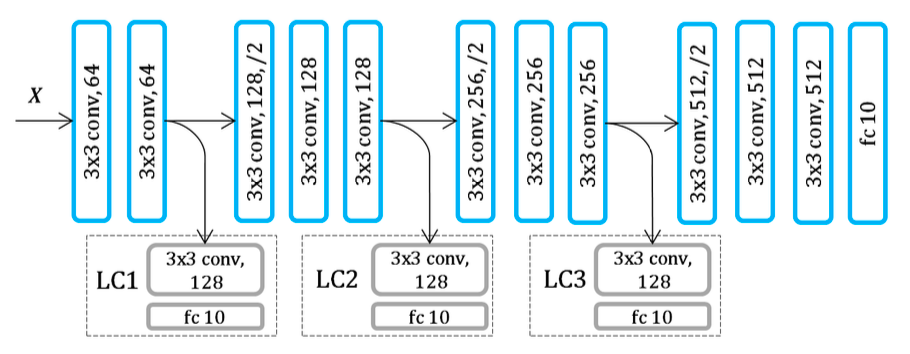 X
3x3 conv, 64
3x3 conv, 64
3x3 conv, 128, /2
3x3 conv, 128
3x3 conv, 128
3x3 conv, 256, /2
3x3 conv, 256
3x3 conv, 256
3x3 conv, 512, /2
3x3 conv, 512
3x3 conv, 512
fc 10
LC1
3x3 conv,
128
fc 10
LC2
3x3 conv,
128
fc 10
LC3
3x3 conv,
128
fc 10